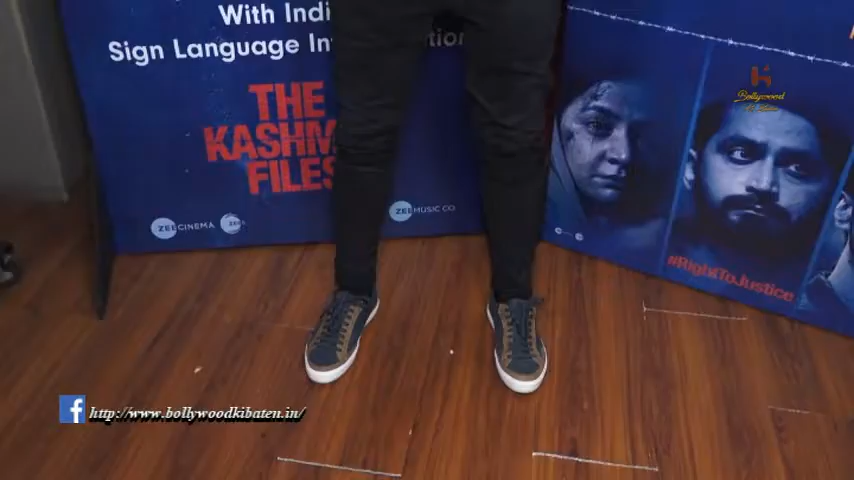 With Indi
Sign Language In
tion
THE
KASHM
FILES
ZEE CINEMA
ZEE MUSIC CO
#RightToJustice
Bollywood
http://www.bollywoodkibaten.in/